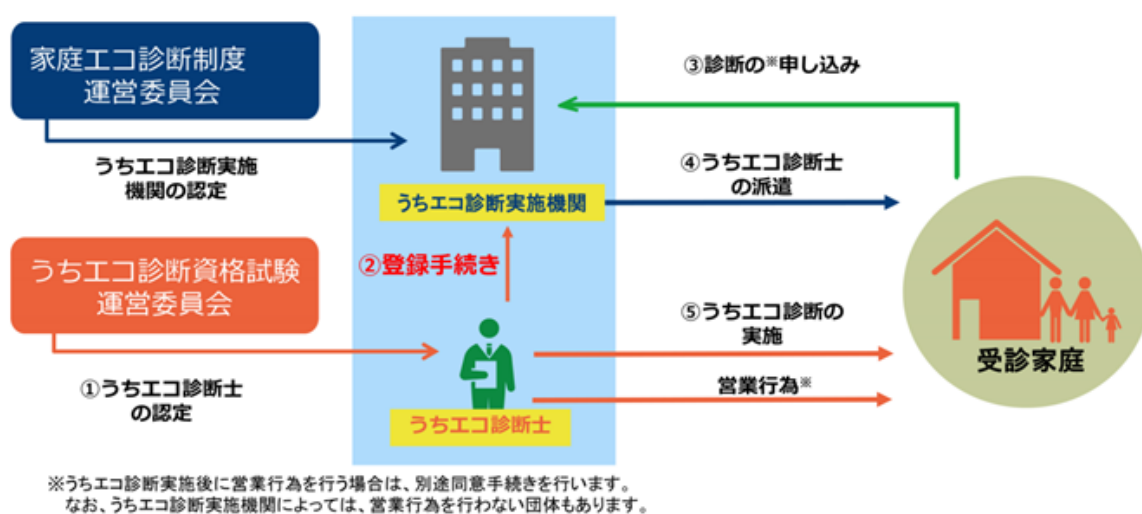 家庭エコ診断制度
運営委員会
うちエコ診断実施
機関の認定
うちエコ診断実施機関
③診断の※申し込み
④うちエコ診断士
の派遣
うちエコ診断資格試験
運営委員会
②登録手続き
①うちエコ診断士
の認定
うちエコ診断士
⑤うちエコ診断の
実施
営業行為※
受診家庭
※うちエコ診断実施後に営業行為を行う場合は、別途同意手続きを行います。
なお、うちエコ診断実施機関によっては、営業行為を行わない団体もあります。